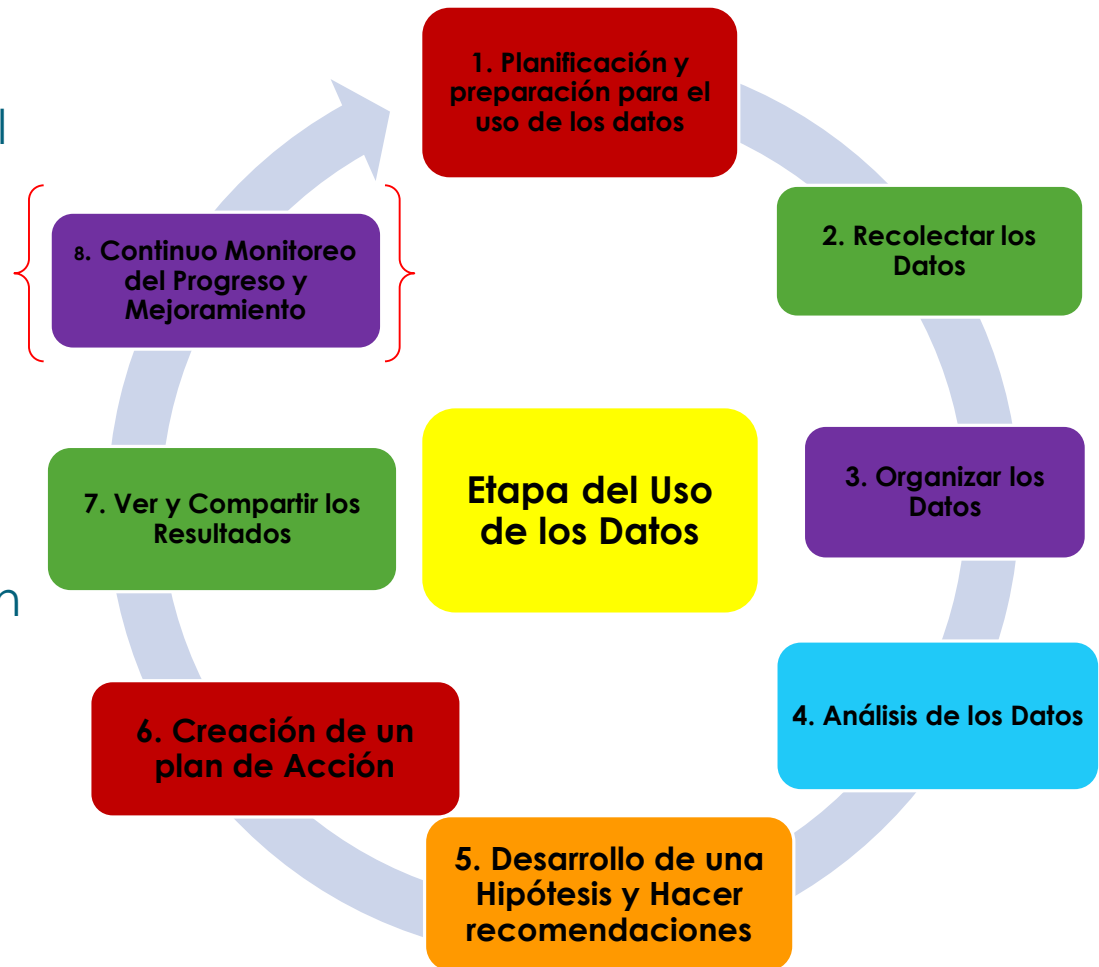 1. Planificación y
preparación para el
uso de los datos
2. Recolectar los
Datos
3. Organizar los
Datos
4. Análisis de los Datos
5. Desarrollo de una
Hipótesis y Hacer
recomendaciones
6. Creación de un
plan de Acción
7. Ver y Compartir los
Resultados
8. Continuo Monitoreo
del Progreso y
Mejoramiento
Etapa del Uso
de los Datos